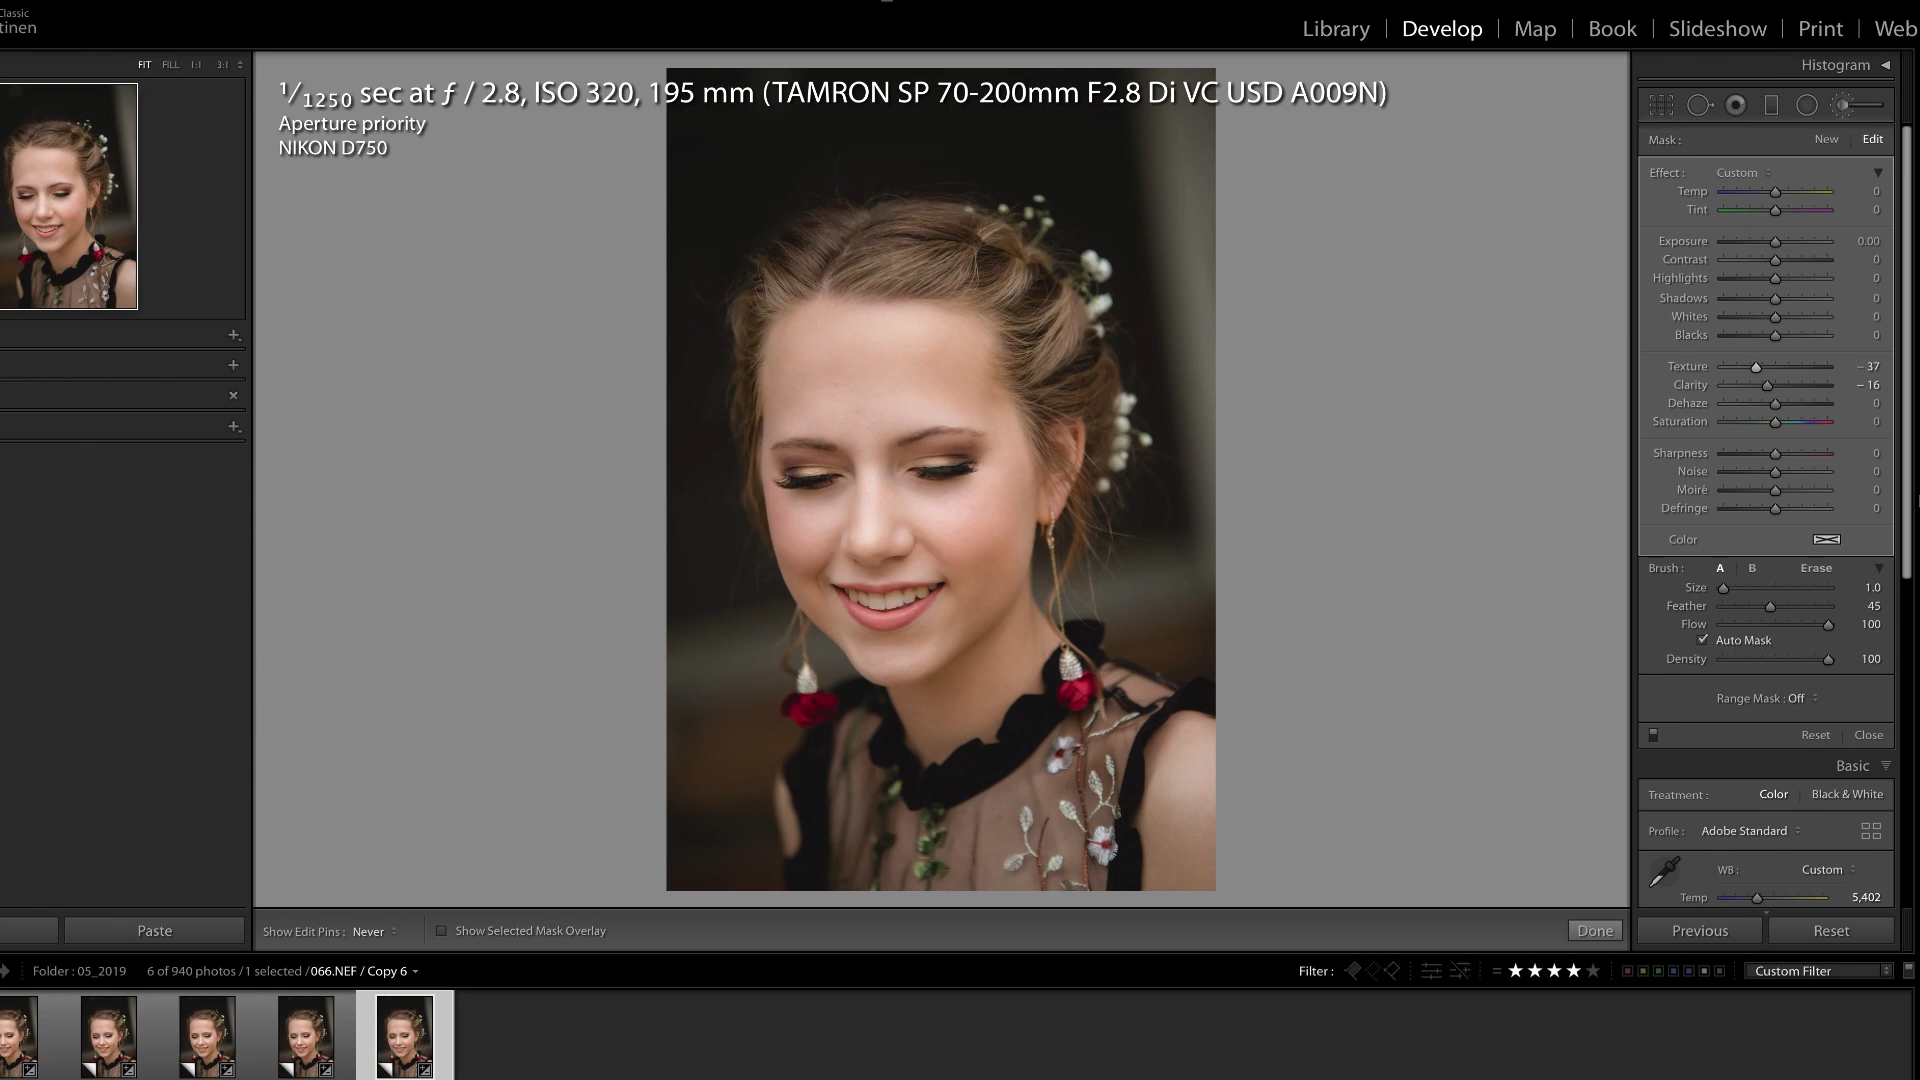 Classic
tinen
Library | Develop | Map | Book | Slideshow | Print | Web
FIT FILL 1:1 3:1
1/1250 sec at ƒ / 2.8, ISO 320, 195 mm (TAMRON SP 70-200mm F2.8 Di VC USD A009N)
Aperture priority
NIKON D750
Histogram
Mask : New | Edit
Effect : Custom
Temp 0
Tint 0
Exposure 0.00
Contrast 0
Highlights 0
Shadows 0
Whites 0
Blacks 0
Texture – 37
Clarity – 16
Dehaze 0
Saturation 0
Sharpness 0
Noise 0
Moiré 0
Defringe 0
Color
Brush : A | B Erase
Size 1.0
Feather 45
Flow 100
Auto Mask
Density 100
Range Mask : Off
Reset | Close
Basic
Treatment : Color | Black & White
Profile : Adobe Standard
WB : Custom
Temp 5,402
Paste
Show Edit Pins : Never
Show Selected Mask Overlay
Done
Previous
Reset
Folder : 05_2019
6 of 940 photos / 1 selected / 066.NEF / Copy 6
Filter :
Custom Filter